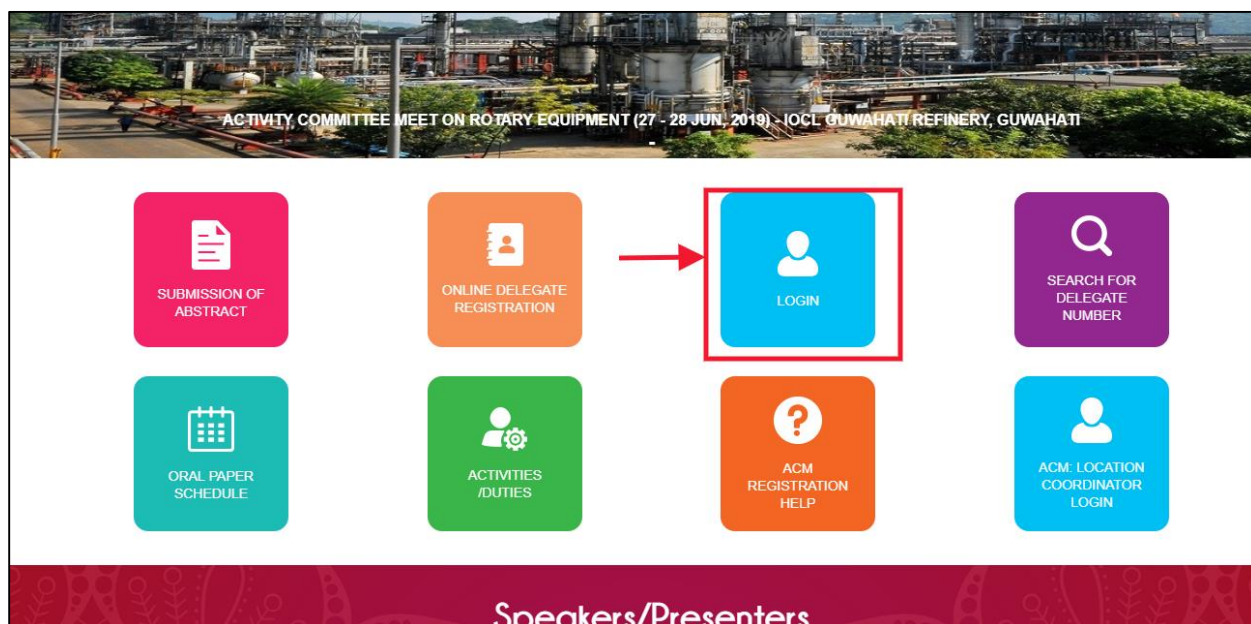 ACTIVITY COMMITTEE MEET ON ROTARY EQUIPMENT (27 - 28 JUN, 2019) - IOCL GUWAHATI REFINERY, GUWAHATI
-
SUBMISSION OF
ABSTRACT
ONLINE DELEGATE
REGISTRATION
LOGIN
SEARCH FOR
DELEGATE
NUMBER
ORAL PAPER
SCHEDULE
ACTIVITIES
/DUTIES
ACM
REGISTRATION
HELP
ACM: LOCATION
COORDINATOR
LOGIN
Speakers/Presenters